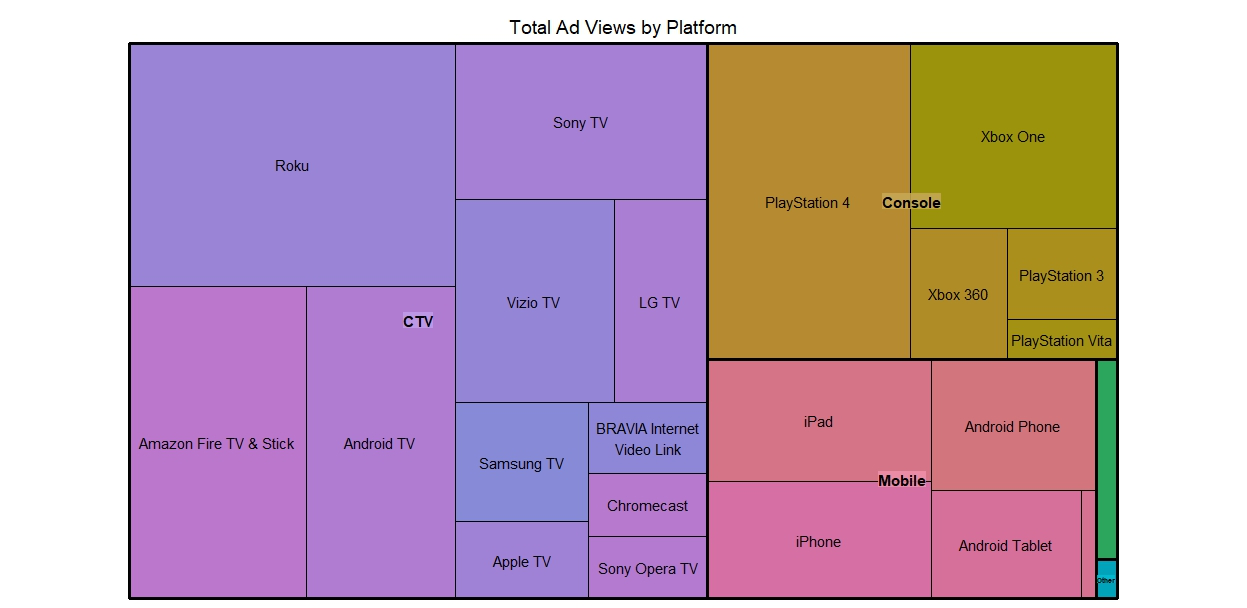 Total Ad Views by Platform
Roku
Sony TV
PlayStation 4
Xbox One
Console
Vizio TV
LG TV
Xbox 360
PlayStation 3
PlayStation Vita
CTV
Amazon Fire TV & Stick
Android TV
Samsung TV
BRAVIA Internet
Video Link
Chromecast
Apple TV
Sony Opera TV
iPad
Android Phone
Mobile
iPhone
Android Tablet
Other